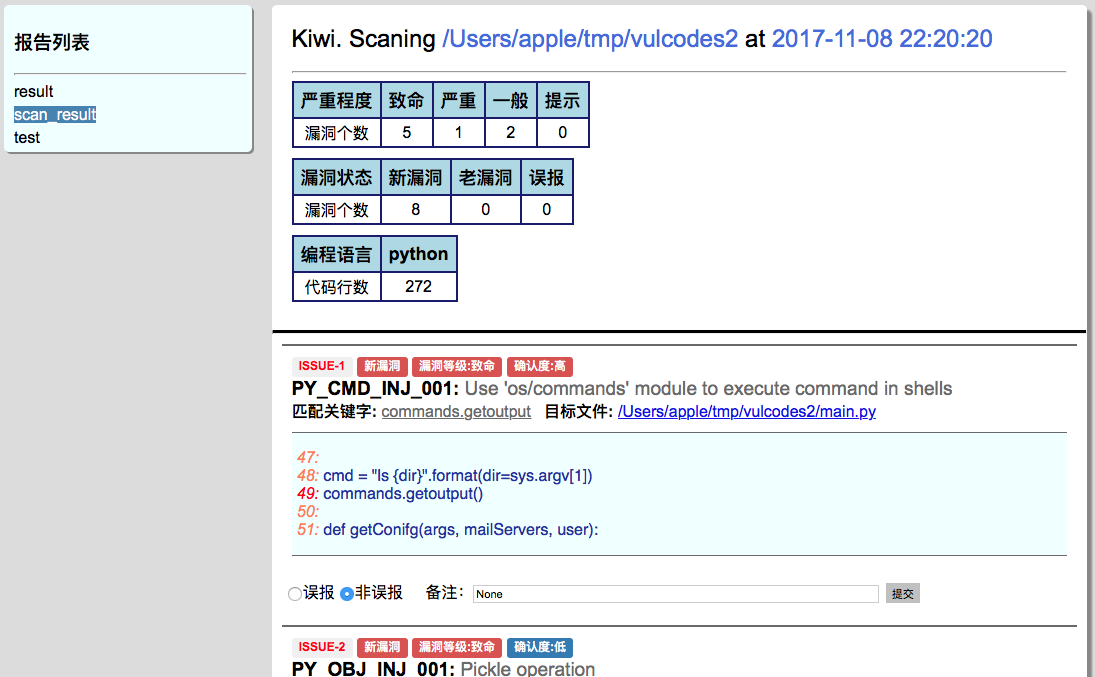 报告列表
result
scan_result
test
Kiwi. Scaning /Users/apple/tmp/vulcodes2 at 2017-11-08 22:20:20
严重程度 致命 严重 一般 提示
漏洞个数 5 1 2 0
漏洞状态 新漏洞 老漏洞 误报
漏洞个数 8 0 0
编程语言 python
代码行数 272
ISSUE-1 新漏洞 漏洞等级:致命 确认度:高
PY_CMD_INJ_001: Use 'os/commands' module to execute command in shells
匹配关键字: commands.getoutput 目标文件: /Users/apple/tmp/vulcodes2/main.py
47:
48: cmd = "ls {dir}".format(dir=sys.argv[1])
49: commands.getoutput()
50:
51: def getConifg(args, mailServers, user):
误报 非误报 备注: None 提交
ISSUE-2 新漏洞 漏洞等级:致命 确认度:低
PY_OBJ_INJ_001: Pickle operation